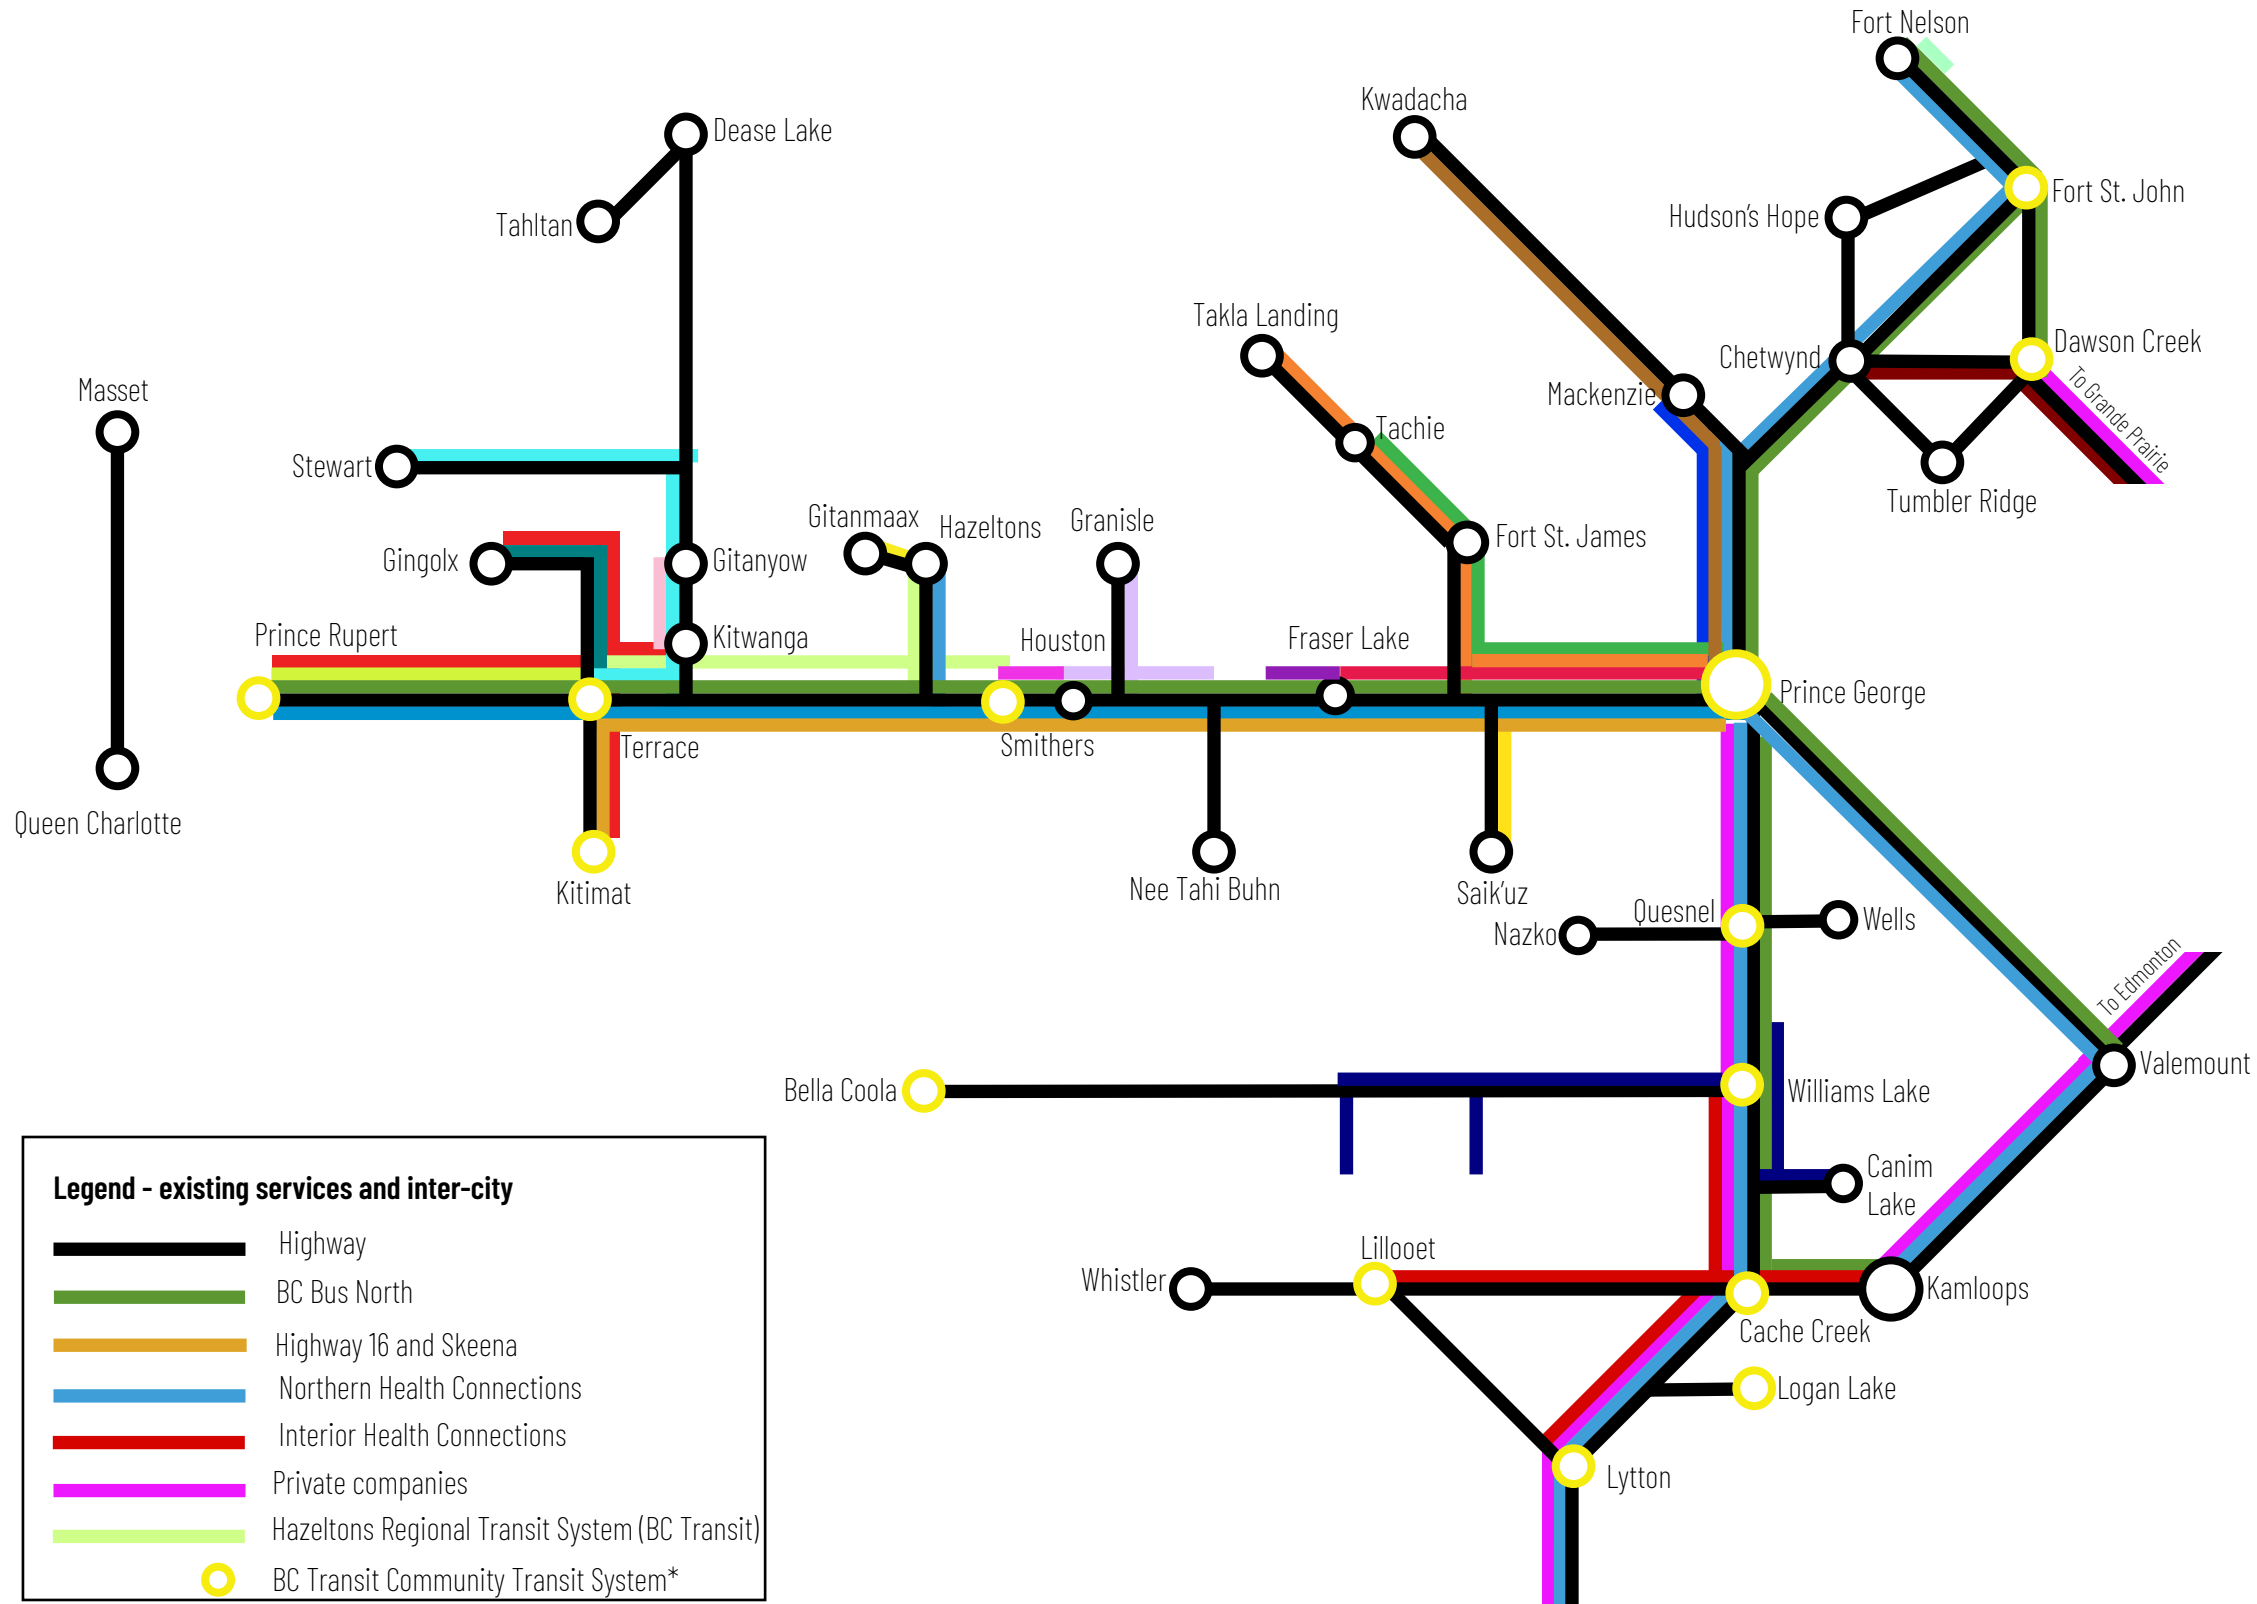 Fort Nelson
Kwadacha
Dease Lake
Fort St. John
Hudson's Hope
Tahltan
Takla Landing
Dawson Creek
Chetwynd
To Grande Prairie
Masset
Mackenzie
Tachie
Stewart
Tumbler Ridge
Gitanmaax
Hazeltons
Granisle
Fort St. James
Gingolx
Gitanyow
Prince Rupert
Kitwanga
Houston
Fraser Lake
Prince George
Terrace
Smithers
Queen Charlotte
Kitimat
Nee Tahi Buhn
Saik'uz
Quesnel
Wells
Nazko
To Edmonton
Valemount
Bella Coola
Williams Lake
Canim
Lake
Lillooet
Whistler
Kamloops
Cache Creek
Logan Lake
Lytton
Legend - existing services and inter-city
Highway
BC Bus North
Highway 16 and Skeena
Northern Health Connections
Interior Health Connections
Private companies
Hazeltons Regional Transit System (BC Transit)
BC Transit Community Transit System*